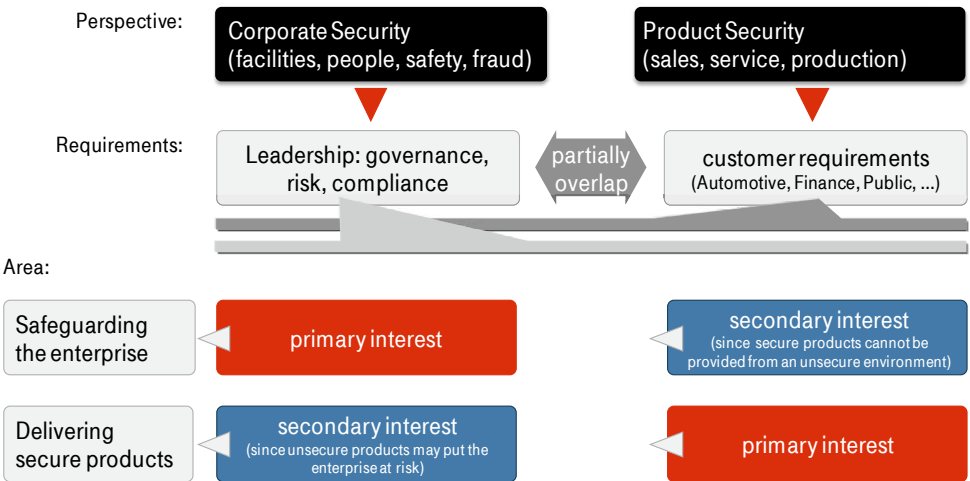 Perspective:
Corporate Security
(facilities, people, safety, fraud)
Product Security
(sales, service, production)
Requirements:
Leadership: governance,
risk, compliance
partially
overlap
customer requirements
(Automotive, Finance, Public, ...)
Area:
Safeguarding
the enterprise
primary interest
secondary interest
(since secure products cannot be
provided from an unsecure environment)
Delivering
secure products
secondary interest
(since unsecure products may put the
enterprise at risk)
primary interest